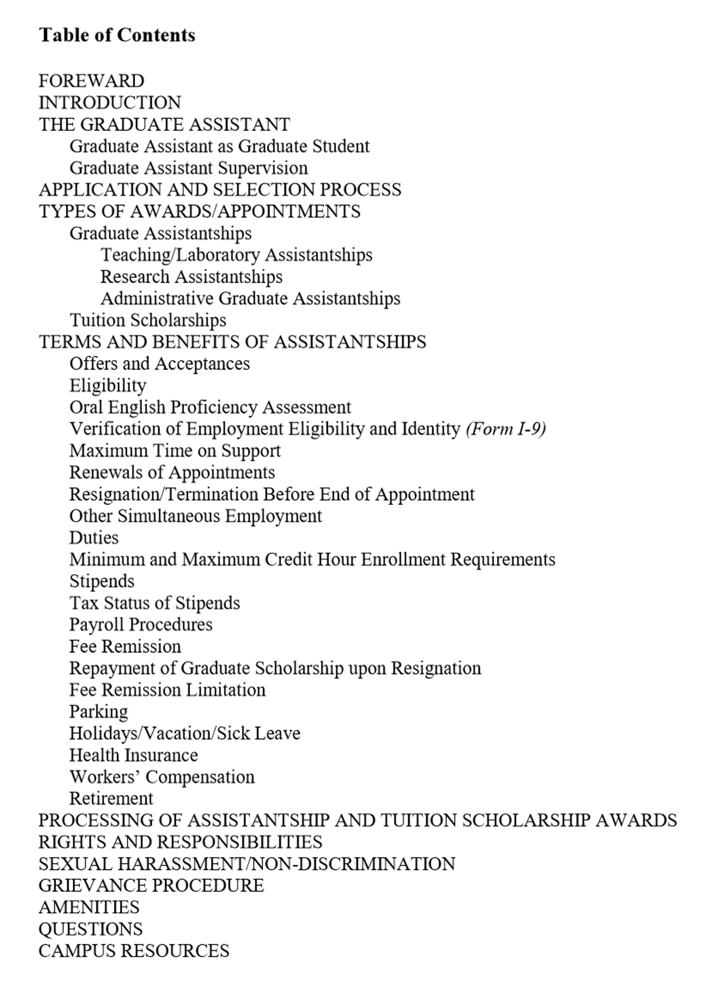 Table of Contents
FOREWARD
INTRODUCTION
THE GRADUATE ASSISTANT
Graduate Assistant as Graduate Student
Graduate Assistant Supervision
APPLICATION AND SELECTION PROCESS
TYPES OF AWARDS/APPOINTMENTS
Graduate Assistantships
Teaching/Laboratory Assistantships
Research Assistantships
Administrative Graduate Assistantships
Tuition Scholarships
TERMS AND BENEFITS OF ASSISTANTSHIPS
Offers and Acceptances
Eligibility
Oral English Proficiency Assessment
Verification of Employment Eligibility and Identity (Form I-9)
Maximum Time on Support
Renewals of Appointments
Resignation/Termination Before End of Appointment
Other Simultaneous Employment
Duties
Minimum and Maximum Credit Hour Enrollment Requirements
Stipends
Tax Status of Stipends
Payroll Procedures
Fee Remission
Repayment of Graduate Scholarship upon Resignation
Fee Remission Limitation
Parking
Holidays/Vacation/Sick Leave
Health Insurance
Workers’ Compensation
Retirement
PROCESSING OF ASSISTANTSHIP AND TUITION SCHOLARSHIP AWARDS
RIGHTS AND RESPONSIBILITIES
SEXUAL HARASSMENT/NON-DISCRIMINATION
GRIEVANCE PROCEDURE
AMENITIES
QUESTIONS
CAMPUS RESOURCES